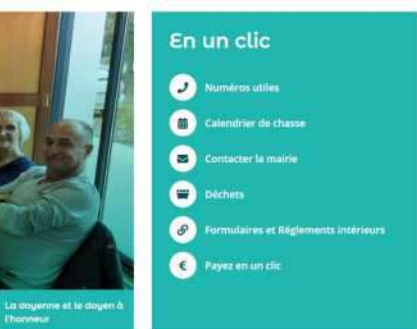 En un clic
Numéros utiles
Calendrier de chasse
Contacter la mairie
Déchets
Formulaires et Réglements intérieurs
€
Payez en un clic
La doyenne et le doyen à
l'honneur